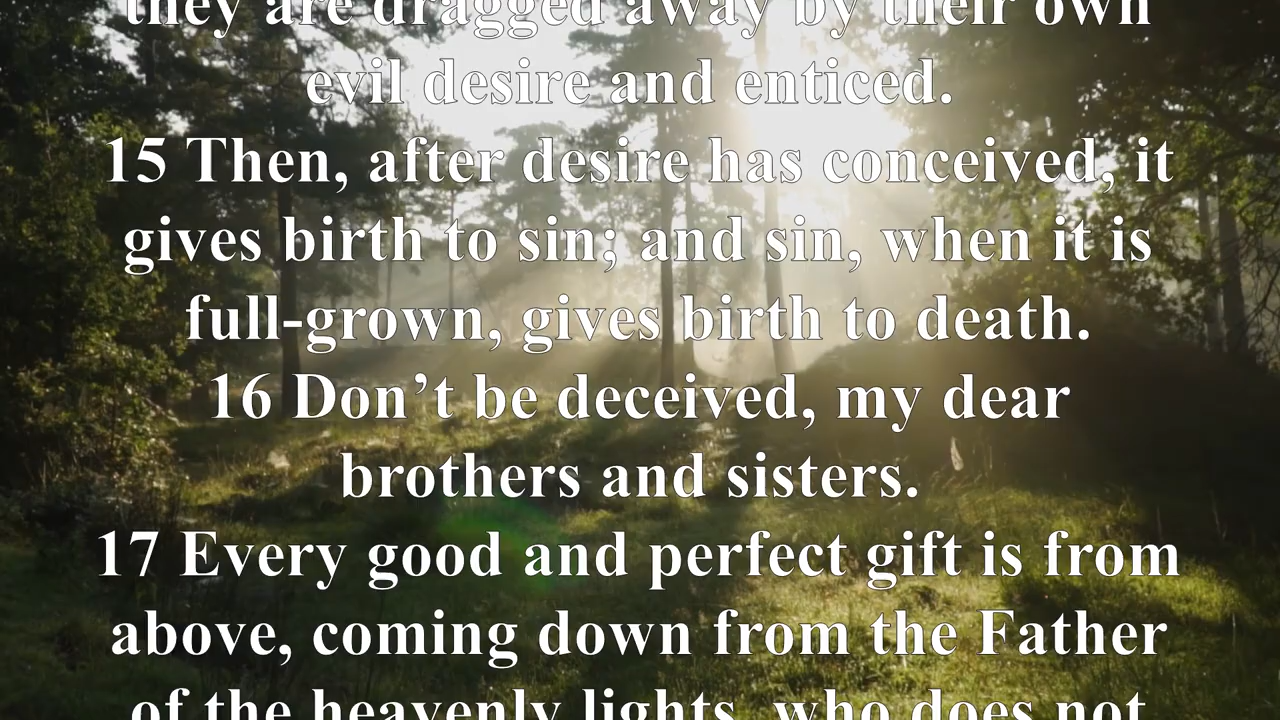 they are dragged away by their own
evil desire and enticed.
15 Then, after desire has conceived, it
gives birth to sin; and sin, when it is
full-grown, gives birth to death.
16 Don’t be deceived, my dear
brothers and sisters.
17 Every good and perfect gift is from
above, coming down from the Father
of the heavenly lights, who does not